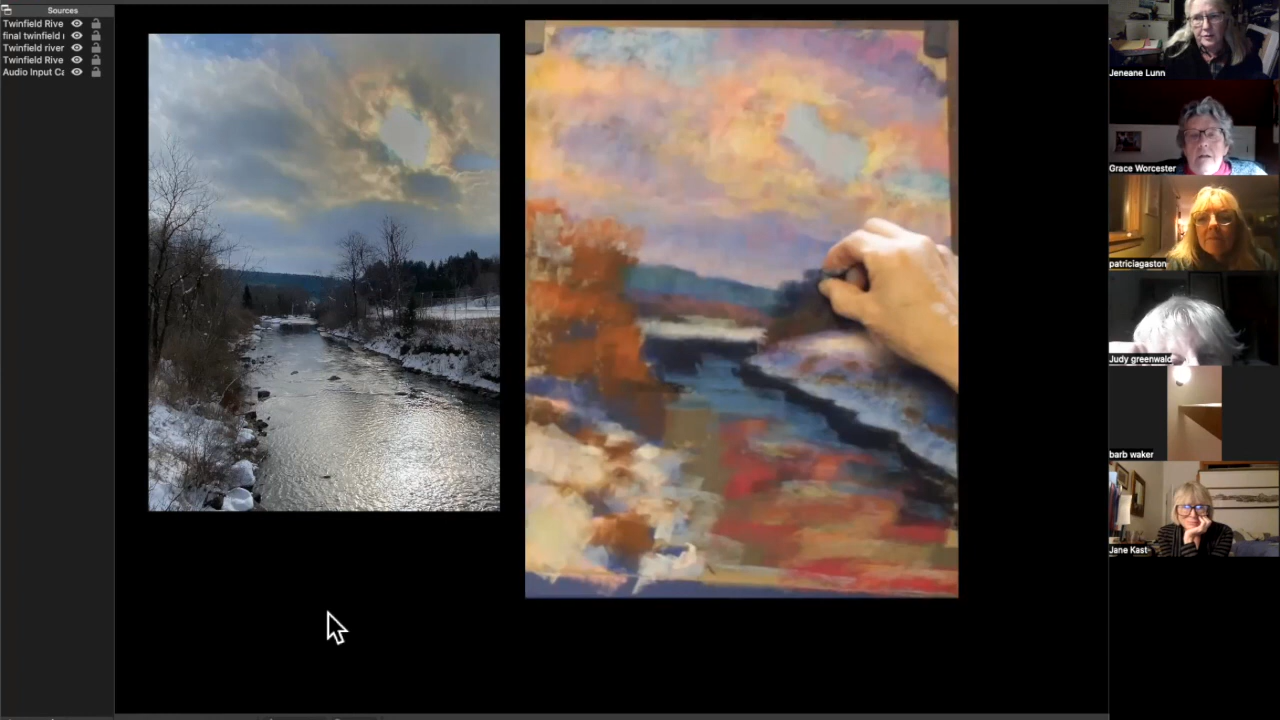 Sources
Twinfield Rive
final twinfield
Twinfield river
Twinfield Rive
Audio Input Ca
Jeneane Lunn
Grace Worcester
patriciagaston
Judy greenwald
barb waker
Jane Kast